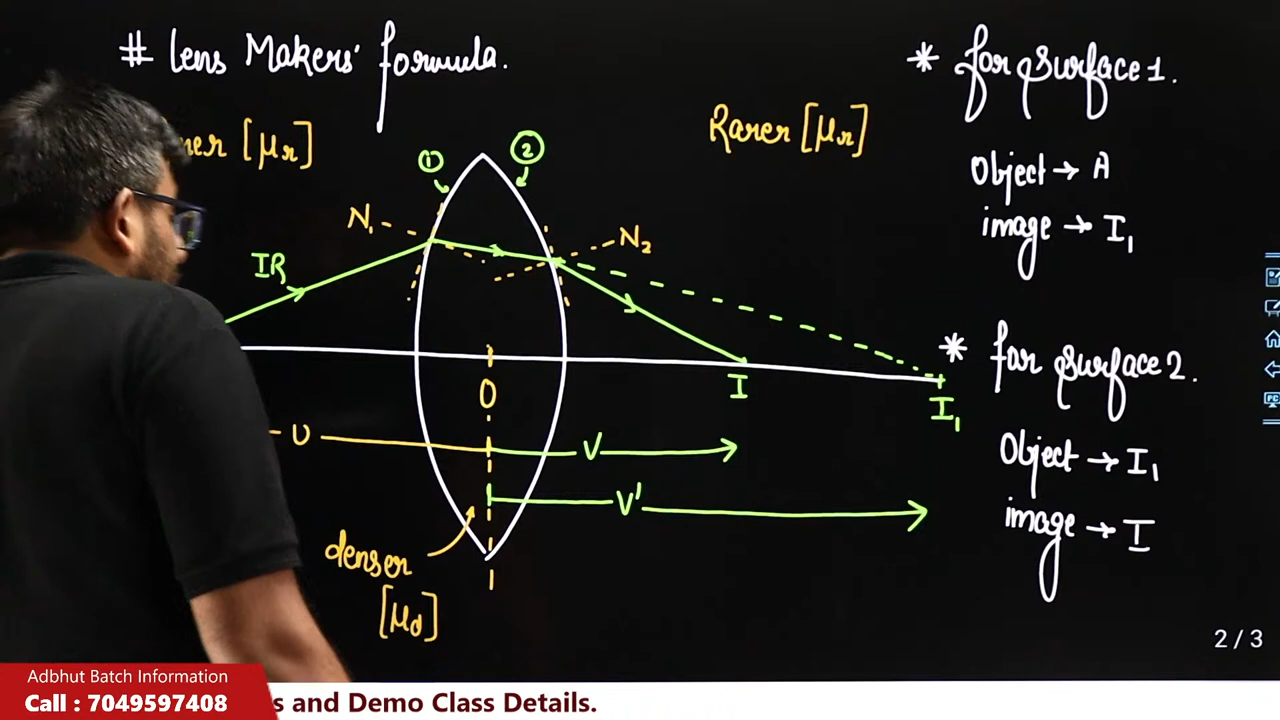 # Lens Makers' formula.
* for surface 1.
[μr]
Rarer [μr]
① ②
Object → A
image → I₁
N₁
N₂
IR
* for surface 2.
O
I
I₁
U
V
Object → I₁
V'
image → I
denser
[μd]
2 / 3
Adbhut Batch Information
Call : 7049597408
and Demo Class Details.